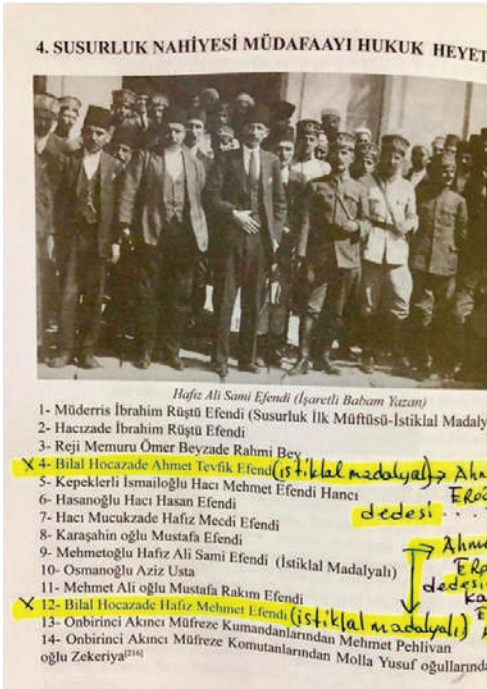 4. SUSURLUK NAHİYESİ MÜDAFAAYI HUKUK HEYET
Hafız Ali Sami Efendi (İşaretli Babam Yazan)
1- Müderris İbrahim Rüştü Efendi (Susurluk İlk Müftüsü-İstiklal Madaly
2- Hacızade İbrahim Rüştü Efendi
3- Reji Memuru Ömer Beyzade Rahmi Bey
X 4- Bilal Hocazade Ahmet Tevfik Efend (istiklal madalyalı) → Ahm
5- Kepeklerli İsmailoğlu Hacı Mehmet Efendi Hancı
6- Hasanoğlu Hacı Hasan Efendi
dedesi . . .
7- Hacı Mucukzade Hafız Mecdi Efendi
8- Karaşahin oğlu Mustafa Efendi
9- Mehmetoğlu Hafız Ali Sami Efendi (İstiklal Madalyalı)
→ Ahme
10- Osmanoğlu Aziz Usta
dedesi
11- Mehmet Ali oğlu Mustafa Rakım Efendi
X 12- Bilal Hocazade Hafız Mehmet Efendi (istiklal madalyalı)
13- Onbirinci Akıncı Müfreze Kumandanlarından Mehmet Pehlivan
14- Onbirinci Akıncı Müfreze Komutanlarından Molla Yusuf oğullarında
oğlu Zekeriya[216]